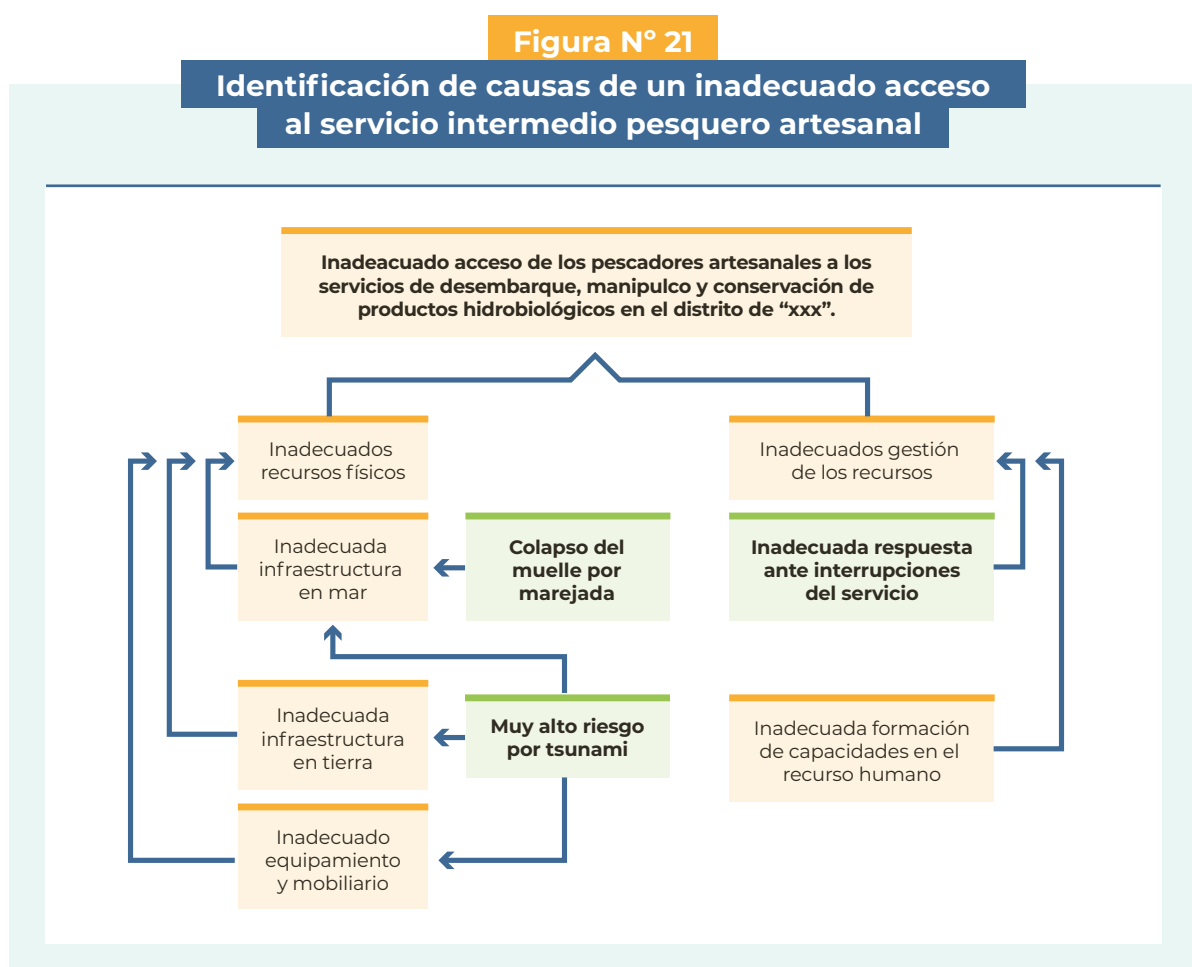 Figura Nº 21
Identificación de causas de un inadecuado acceso
al servicio intermedio pesquero artesanal
Inadeacuado acceso de los pescadores artesanales a los
servicios de desembarque, manipulco y conservación de
productos hidrobiológicos en el distrito de “xxx”.
Inadecuados
recursos físicos
Inadecuados gestión
de los recursos
Inadecuada
infraestructura
en mar
Colapso del
muelle por
marejada
Inadecuada respuesta
ante interrupciones
del servicio
Inadecuada
infraestructura
en tierra
Muy alto riesgo
por tsunami
Inadecuada formación
de capacidades en el
recurso humano
Inadecuado
equipamiento
y mobiliario